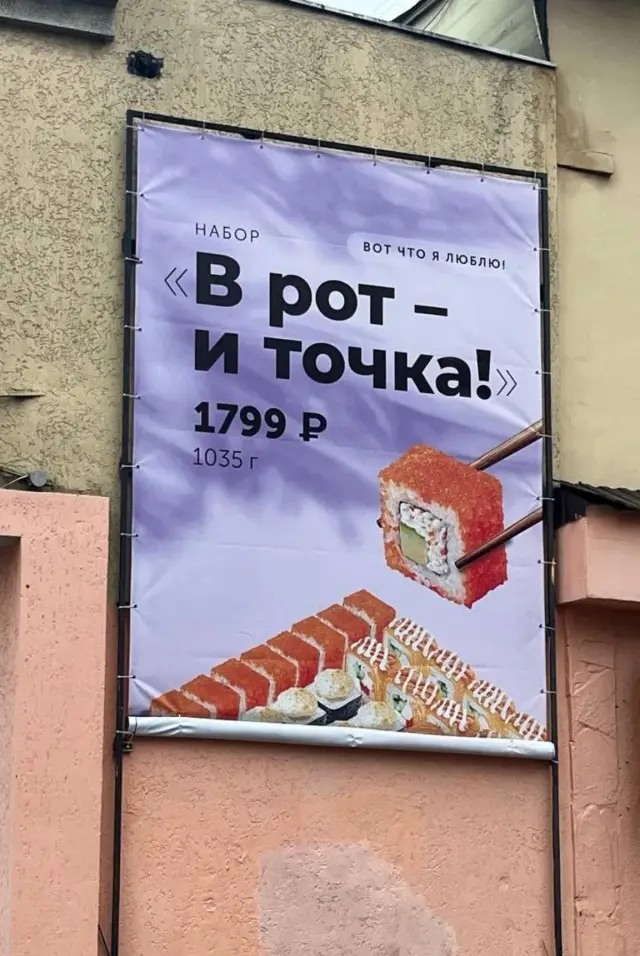 НАБОР
ВОТ ЧТО Я ЛЮБЛЮ!
«В рот –
и точка!»
1799 ₽
1035 г